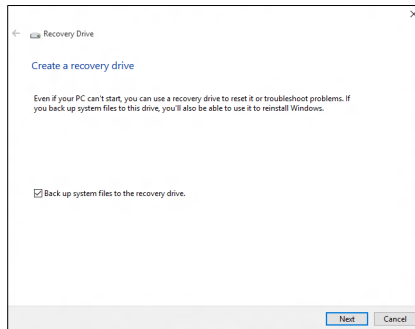 Recovery Drive
Create a recovery drive
Even if your PC can't start, you can use a recovery drive to reset it or troubleshoot problems. If
you back up system files to this drive, you'll also be able to use it to reinstall Windows.
Back up system files to the recovery drive.
Next Cancel